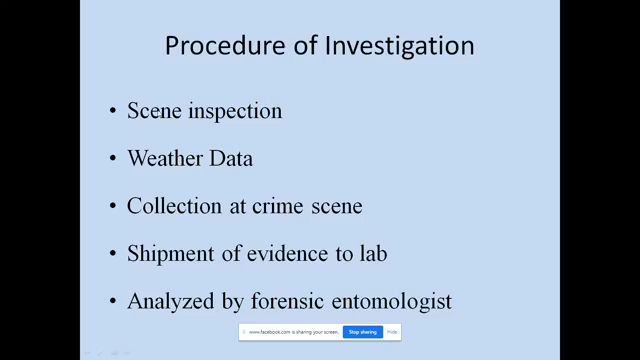 Procedure of Investigation
• Scene inspection
• Weather Data
• Collection at crime scene
• Shipment of evidence to lab
• Analyzed by forensic entomologist
www.facebook.com is sharing your screen. Stop sharing Hide